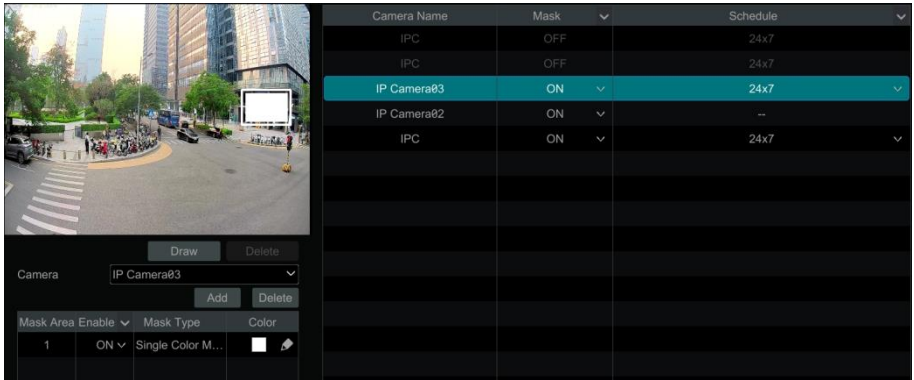 Camera Name Mask Schedule
IPC OFF 24x7
IPC OFF 24x7
IP Camera03 ON 24x7
IP Camera02 ON --
IPC ON 24x7
Draw Delete
Camera IP Camera03
Add Delete
Mask Area Enable Mask Type Color
1 ON Single Color M...